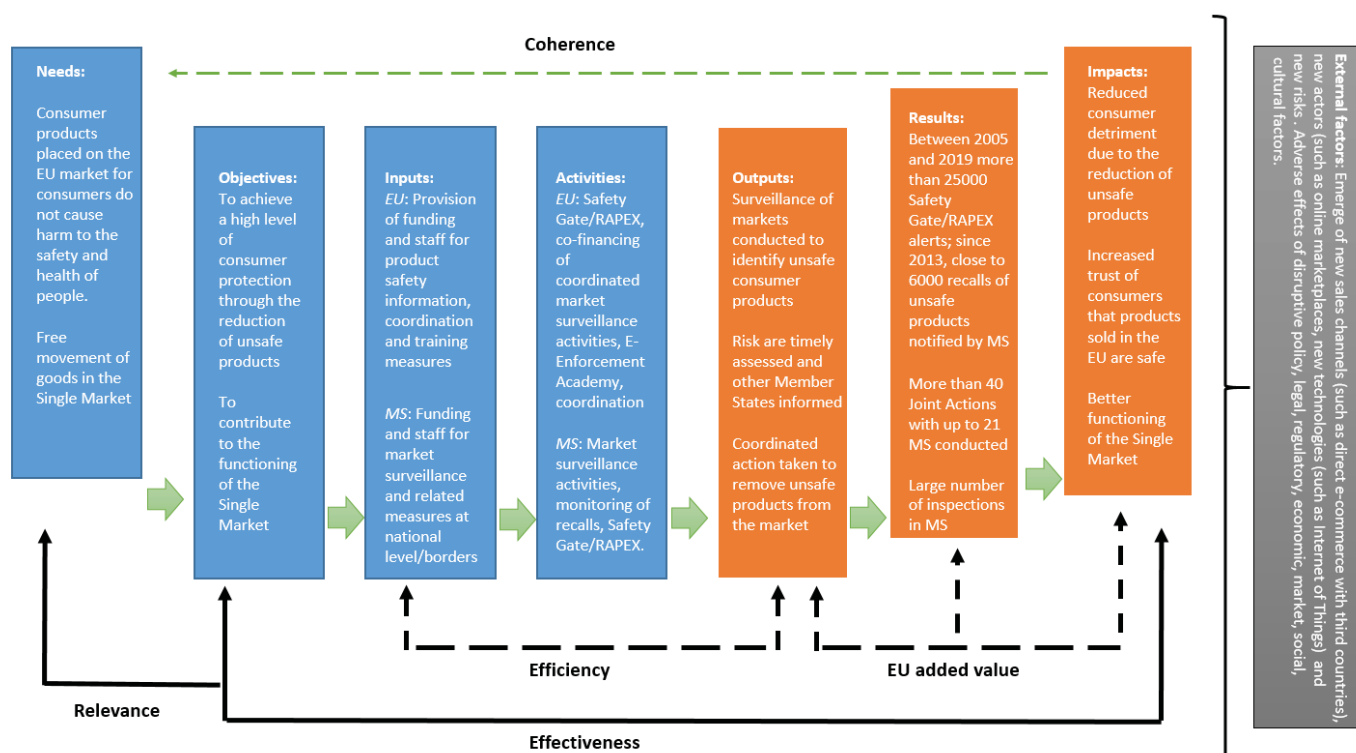 Coherence
Needs:
Consumer
products
placed on the
EU market for
consumers do
not cause
harm to the
safety and
health of
people.
Free
movement of
goods in the
Single Market
Objectives:
To achieve
a high level
of
consumer
protection
through the
reduction
of unsafe
products
To
contribute to
the
functioning
of the
Single
Market
Inputs:
EU: Provision
of funding
and staff for
product
safety
information,
coordination
and training
measures
MS: Funding
and staff for
market
surveillance
and related
measures at
national
level/borders
Activities:
EU: Safety
Gate/RAPEX,
co-financing
of
coordinated
market
surveillance
activities, E-
Enforcement
Academy,
coordination
MS: Market
surveillance
activities,
monitoring of
recalls, Safety
Gate/RAPEX.
Outputs:
Surveillance of
markets
conducted to
identify unsafe
consumer
products
Risk are timely
assessed and
other Member
States informed
Coordinated
action taken to
remove unsafe
products from
the market
Results:
Between 2005
and 2019 more
than 25000
Safety
Gate/RAPEX
alerts; since
2013, close to
6000 recalls of
unsafe
products
notified by MS
More than 40
Joint Actions
with up to 21
MS conducted
Large number
of inspections
in MS
Impacts:
Reduced
consumer
detriment
due to the
reduction of
unsafe
products
Increased
trust of
consumers
that products
sold in the
EU are safe
Better
functioning
of the Single
Market
External factors: Emerge of new sales channels (such as direct e-commerce with third countries),
new actors (such as online marketplaces, new technologies (such as Internet of Things) and
new risks . Adverse effects of disruptive policy, legal, regulatory, economic, market, social,
cultural factors.
Efficiency
EU added value
Relevance
Effectiveness